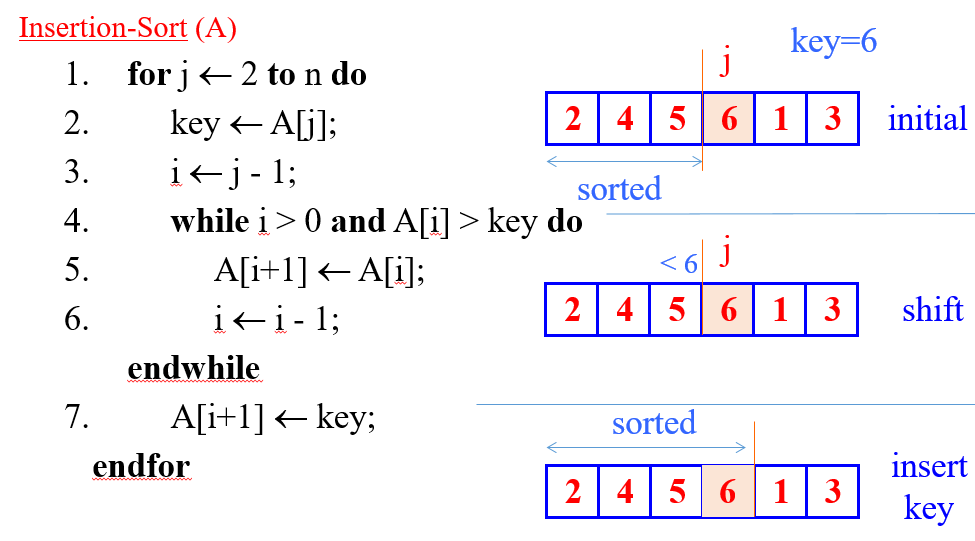 Insertion-Sort (A)
1. for j ← 2 to n do
2. key ← A[j];
3. i ← j - 1;
4. while i > 0 and A[i] > key do
5. A[i+1] ← A[i];
6. i ← i - 1;
endwhile
7. A[i+1] ← key;
endfor
key=6
j
2 4 5 6 1 3 initial
sorted
< 6 j
2 4 5 6 1 3 shift
sorted
2 4 5 6 1 3
insert
key